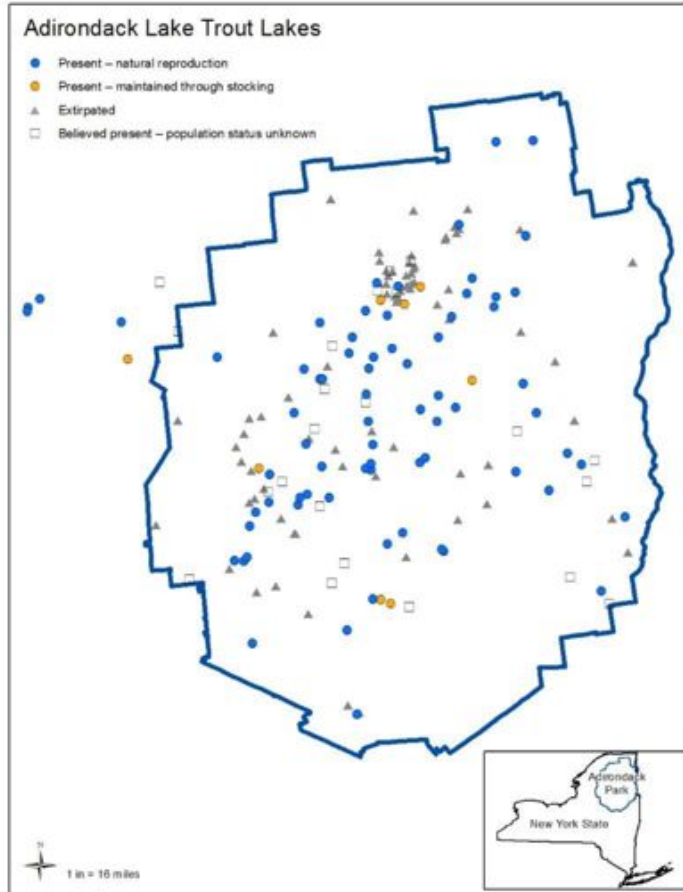 Adirondack Lake Trout Lakes
Present – natural reproduction
Present – maintained through stocking
Extirpated
Believed present – population status unknown
Adirondack
Park
New York State
N
1 in = 16 miles